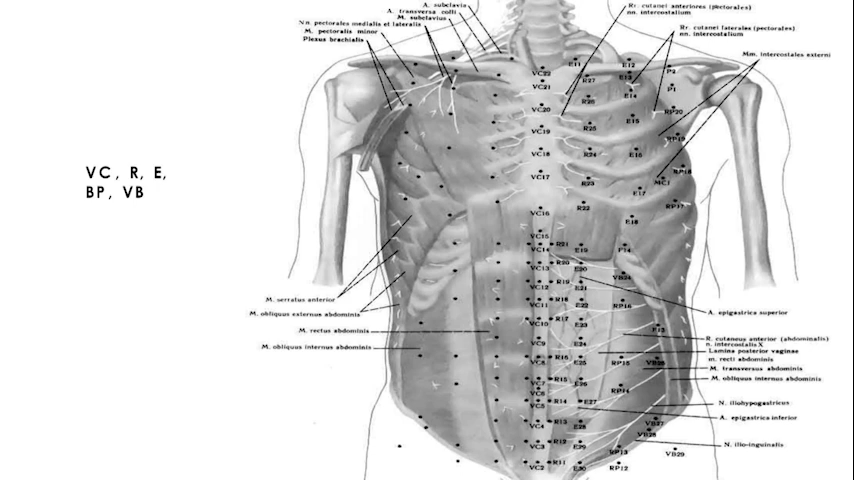 VC, R, E,
BP, VB
A. subclavia
A. transversa colli
M. subclavius
Nn. pectorales medialis et lateralis
M. pectoralis minor
Plexus brachialis
Rr. cutanei anteriores (pectorales)
nn. intercostalium
Rr. cutanei laterales (pectorales)
nn. intercostalium
Mm. intercostales externi
E11
E12
VC22
R27
E13
P2
VC21
P1
E14
R26
VC20
RP20
E15
R25
VC19
RP19
VC18
R24
E16
RP18
VC17
R23
MC1
E17
R22
RP17
VC16
E18
VC15
R21
VC14
E19
F14
R20
VC13
E20
VB24
R19
VC12
E21
M. serratus anterior
R18
VC11
E22
RP16
M. obliquus externus abdominis
A. epigastrica superior
R17
VC10
E23
M. rectus abdominis
F13
R. cutaneus anterior (abdominalis)
n. intercostalis X
VC9
E24
M. obliquus internus abdominis
Lamina posterior vaginae
m. recti abdominis
R16
VC8
E25
RP15
VB26
M. transversus abdominis
R15
VC7
E26
M. obliquus internus abdominis
RP14
VC6
R14
VC5
E27
N. iliohypogastricus
A. epigastrica inferior
R13
VC4
E28
VB27
VB28
R12
VC3
E29
N. ilio-inguinalis
RP13
VB29
R11
VC2
E30
RP12